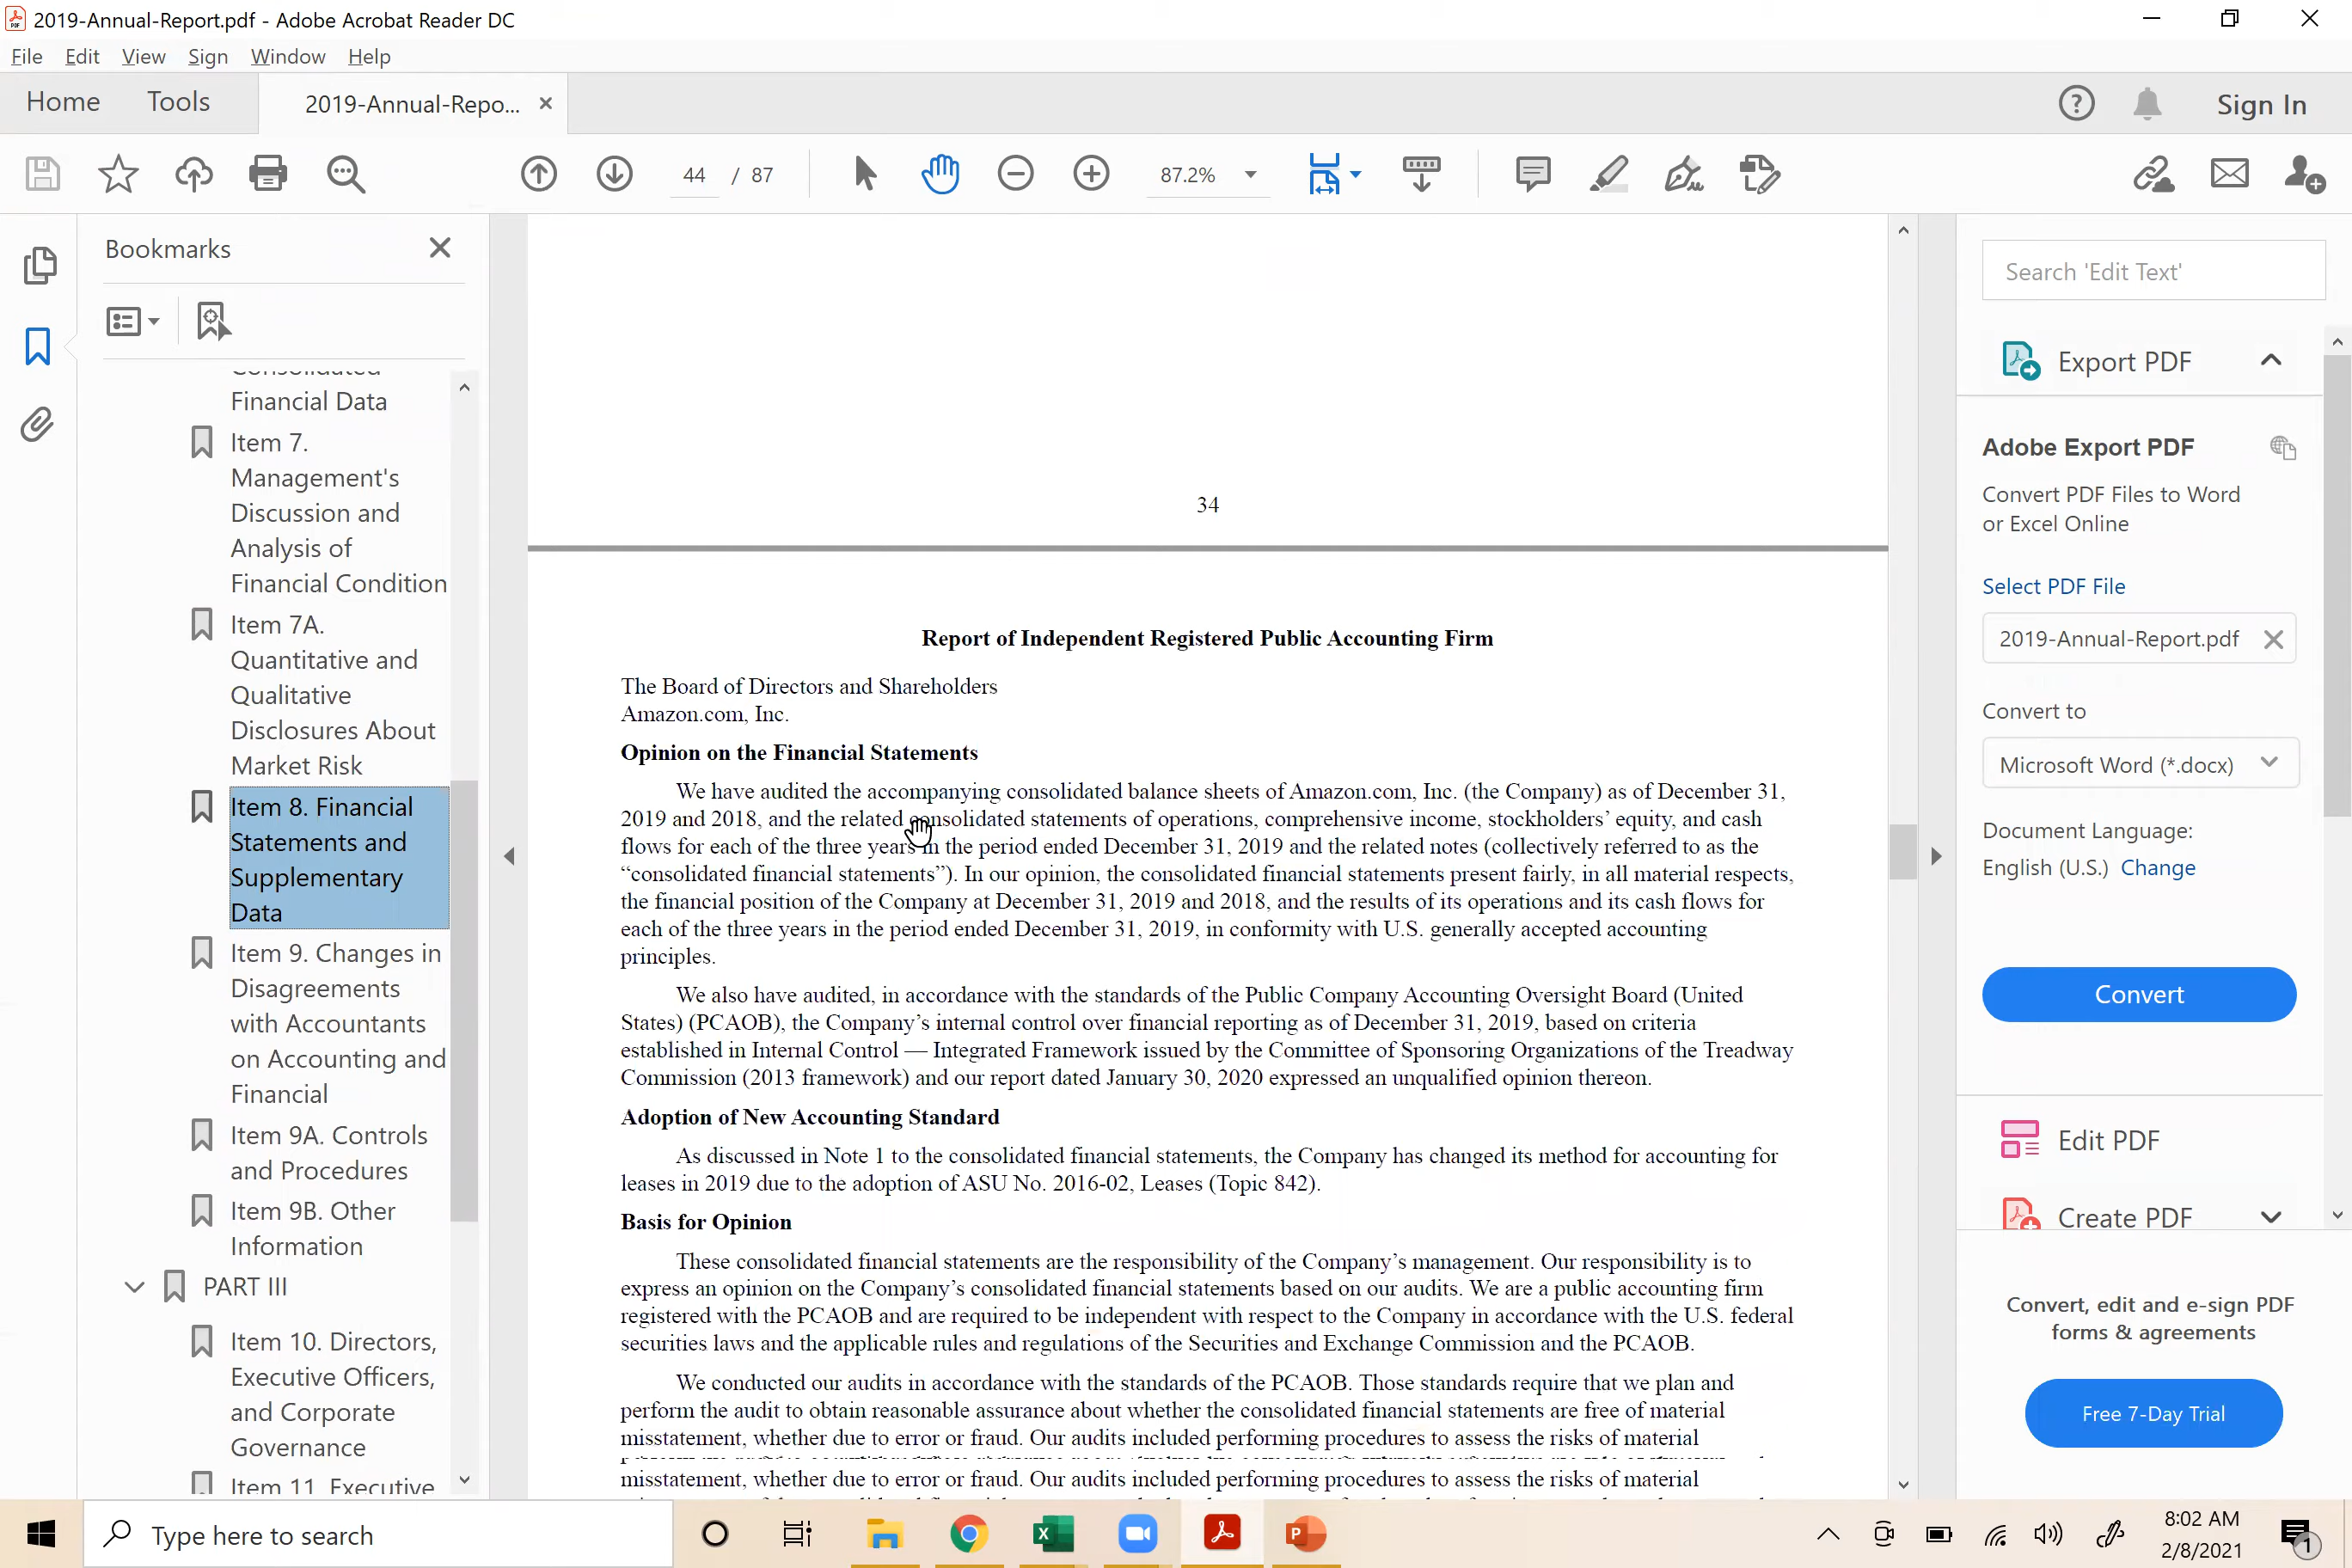 2019-Annual-Report.pdf - Adobe Acrobat Reader DC
File Edit View Sign Window Help
Home Tools 2019-Annual-Repo... Sign In
44 / 87 87.2%
Bookmarks
Consolidated
Financial Data
Item 7.
Management's
Discussion and
Analysis of
Financial Condition
Item 7A.
Quantitative and
Qualitative
Disclosures About
Market Risk
Item 8. Financial
Statements and
Supplementary
Data
Item 9. Changes in
Disagreements
with Accountants
on Accounting and
Financial
Item 9A. Controls
and Procedures
Item 9B. Other
Information
PART III
Item 10. Directors,
Executive Officers,
and Corporate
Governance
Item 11. Executive
34
Report of Independent Registered Public Accounting Firm
The Board of Directors and Shareholders
Amazon.com, Inc.
Opinion on the Financial Statements
We have audited the accompanying consolidated balance sheets of Amazon.com, Inc. (the Company) as of December 31,
2019 and 2018, and the related consolidated statements of operations, comprehensive income, stockholders’ equity, and cash
flows for each of the three years in the period ended December 31, 2019 and the related notes (collectively referred to as the
“consolidated financial statements”). In our opinion, the consolidated financial statements present fairly, in all material respects,
the financial position of the Company at December 31, 2019 and 2018, and the results of its operations and its cash flows for
each of the three years in the period ended December 31, 2019, in conformity with U.S. generally accepted accounting
principles.
We also have audited, in accordance with the standards of the Public Company Accounting Oversight Board (United
States) (PCAOB), the Company’s internal control over financial reporting as of December 31, 2019, based on criteria
established in Internal Control — Integrated Framework issued by the Committee of Sponsoring Organizations of the Treadway
Commission (2013 framework) and our report dated January 30, 2020 expressed an unqualified opinion thereon.
Adoption of New Accounting Standard
As discussed in Note 1 to the consolidated financial statements, the Company has changed its method for accounting for
leases in 2019 due to the adoption of ASU No. 2016-02, Leases (Topic 842).
Basis for Opinion
These consolidated financial statements are the responsibility of the Company’s management. Our responsibility is to
express an opinion on the Company’s consolidated financial statements based on our audits. We are a public accounting firm
registered with the PCAOB and are required to be independent with respect to the Company in accordance with the U.S. federal
securities laws and the applicable rules and regulations of the Securities and Exchange Commission and the PCAOB.
We conducted our audits in accordance with the standards of the PCAOB. Those standards require that we plan and
perform the audit to obtain reasonable assurance about whether the consolidated financial statements are free of material
misstatement, whether due to error or fraud. Our audits included performing procedures to assess the risks of material
misstatement, whether due to error or fraud. Our audits included performing procedures to assess the risks of material
Search 'Edit Text'
Export PDF
Adobe Export PDF
Convert PDF Files to Word
or Excel Online
Select PDF File
2019-Annual-Report.pdf
Convert to
Microsoft Word (*.docx)
Document Language:
English (U.S.) Change
Convert
Edit PDF
Create PDF
Convert, edit and e-sign PDF
forms & agreements
Free 7-Day Trial
Type here to search
8:02 AM
2/8/2021
1